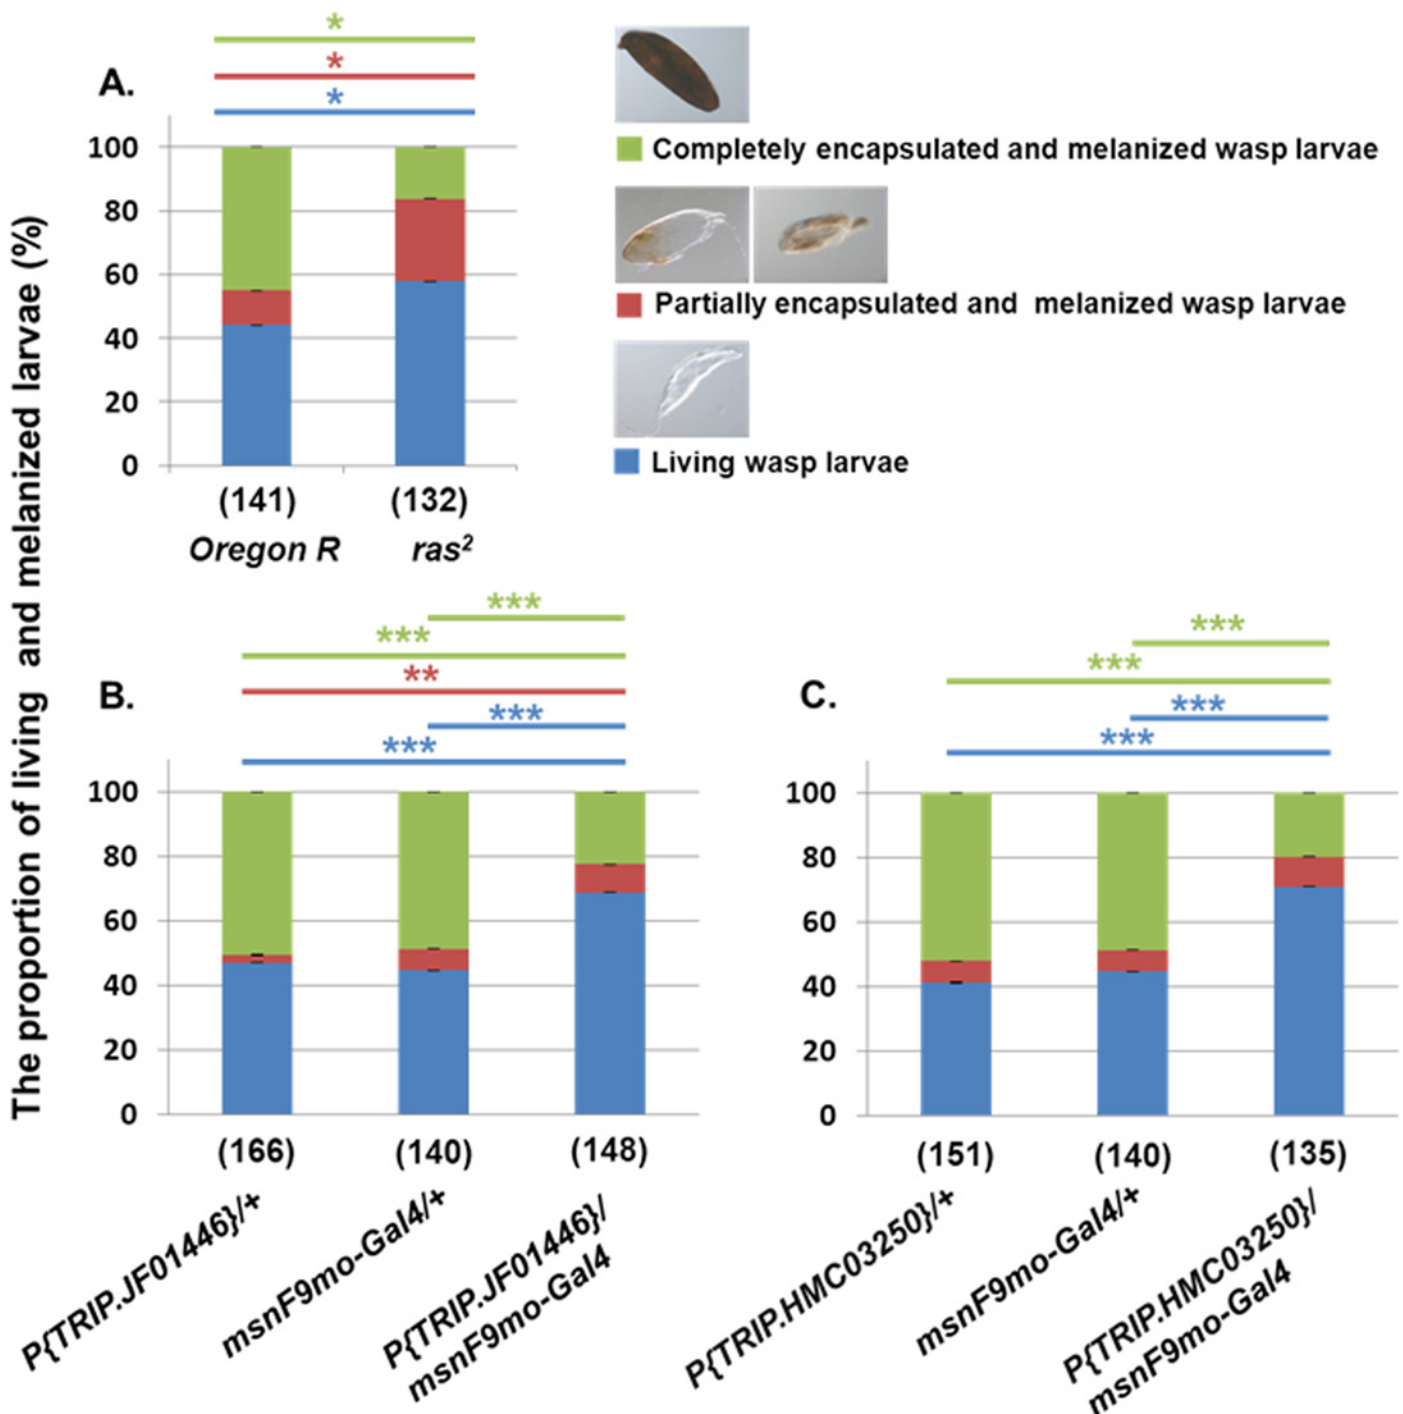 The proportion of living and melanized larvae (%)
A.
*
*
*
100
80
60
40
20
0
(141)
(132)
Oregon R
ras²
Completely encapsulated and melanized wasp larvae
Partially encapsulated and melanized wasp larvae
Living wasp larvae
B.
***
***
**
***
***
100
80
60
40
20
0
(166)
(140)
(148)
P{TRIP.JF01446}/+
msnF9mo-Gal4/+
P{TRIP.JF01446}/
msnF9mo-Gal4
C.
***
***
***
***
100
80
60
40
20
0
(151)
(140)
(135)
P{TRIP.HMC03250}/+
msnF9mo-Gal4/+
P{TRIP.HMC03250}/
msnF9mo-Gal4